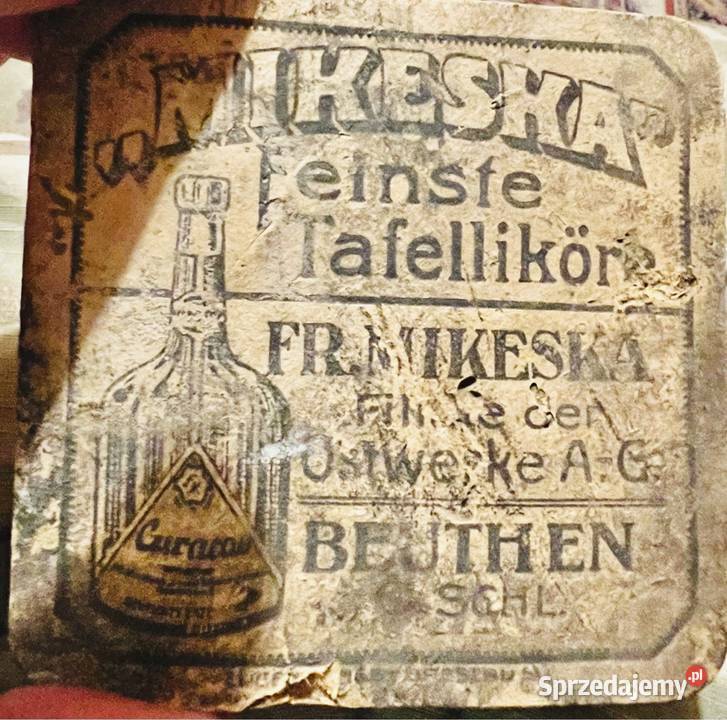 „MIKESKA”
Feinste
Tafelliköre
FR. MIKESKA
Filiale der
Ostwerke A-G.
BEUTHEN
O. SCHL.
Curacao
Sprzedajemy.pl